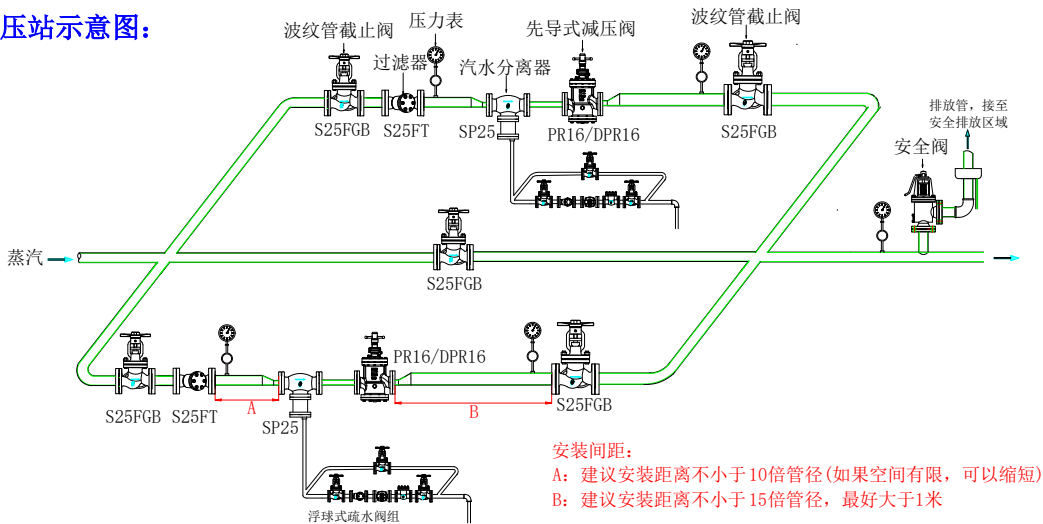 压站示意图:
波纹管截止阀
压力表
先导式减压阀
波纹管截止阀
过滤器
汽水分离器
S25FGB
S25FT
SP25
PR16/DPR16
S25FGB
排放管，接至
安全排放区域
安全阀
蒸汽
S25FGB
PR16/DPR16
S25FGB
S25FT
A
SP25
B
S25FGB
浮球式疏水阀组
安装间距:
A: 建议安装距离不小于10倍管径(如果空间有限，可以缩短)
B: 建议安装距离不小于15倍管径，最好大于1米